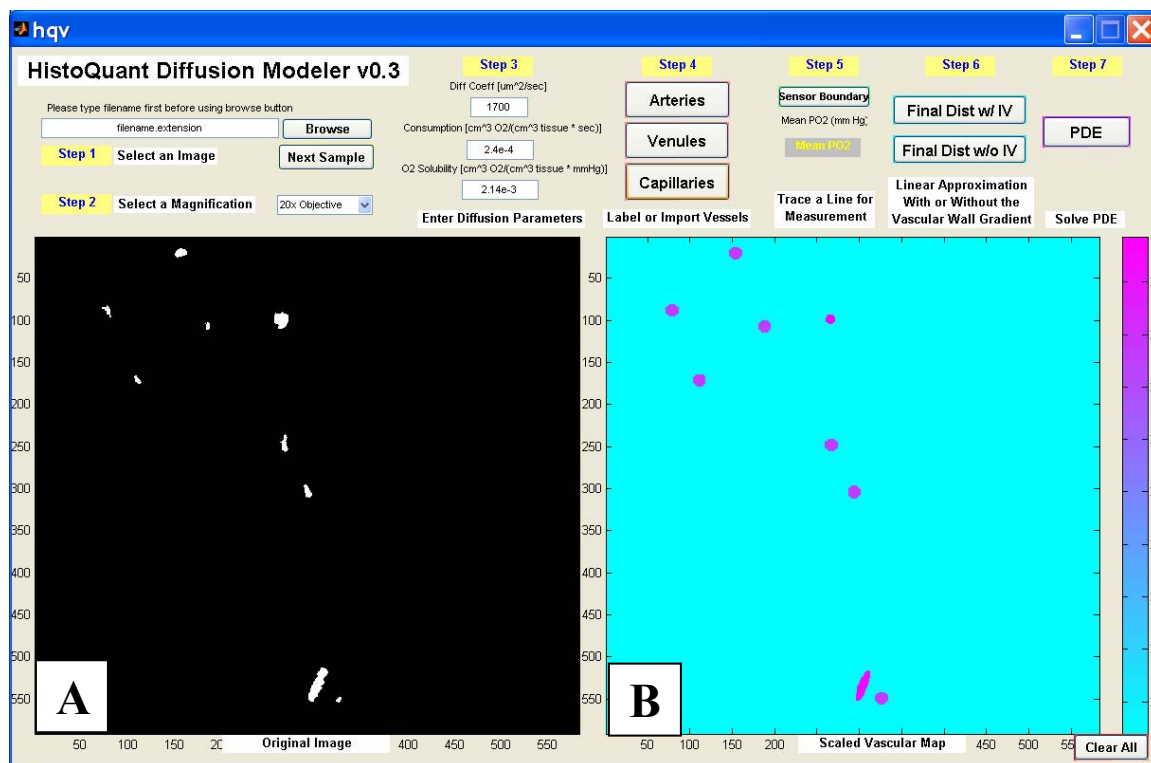 hqv
HistoQuant Diffusion Modeler v0.3
Please type filename first before using browse button
filename.extension
Browse
Step 1
Select an Image
Next Sample
Step 2
Select a Magnification
20x Objective
Step 3
Diff Coeff [um^2/sec]
1700
Consumption [cm^3 O2/(cm^3 tissue * sec)]
2.4e-4
O2 Solubility [cm^3 O2/(cm^3 tissue * mmHg)]
2.14e-3
Enter Diffusion Parameters
Step 4
Arteries
Venules
Capillaries
Label or Import Vessels
Step 5
Sensor Boundary
Mean PO2 (mm Hg)
Mean PO2
Trace a Line for
Measurement
Step 6
Final Dist w/ IV
Final Dist w/o IV
Linear Approximation
With or Without the
Vascular Wall Gradient
Step 7
PDE
Solve PDE
50
100
150
200
250
300
350
400
450
500
550
A
50 100 150 Original Image 400 450 500 550
50
100
150
200
250
300
350
400
450
500
550
B
50 100 150 200 Scaled Vascular Map 450 500
Clear All